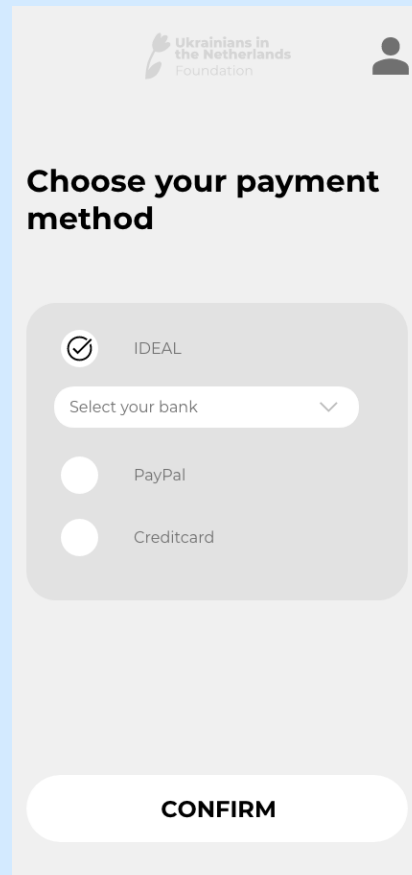 Ukrainians in
the Netherlands
Foundation
Choose your payment
method
IDEAL
Select your bank
PayPal
Creditcard
CONFIRM